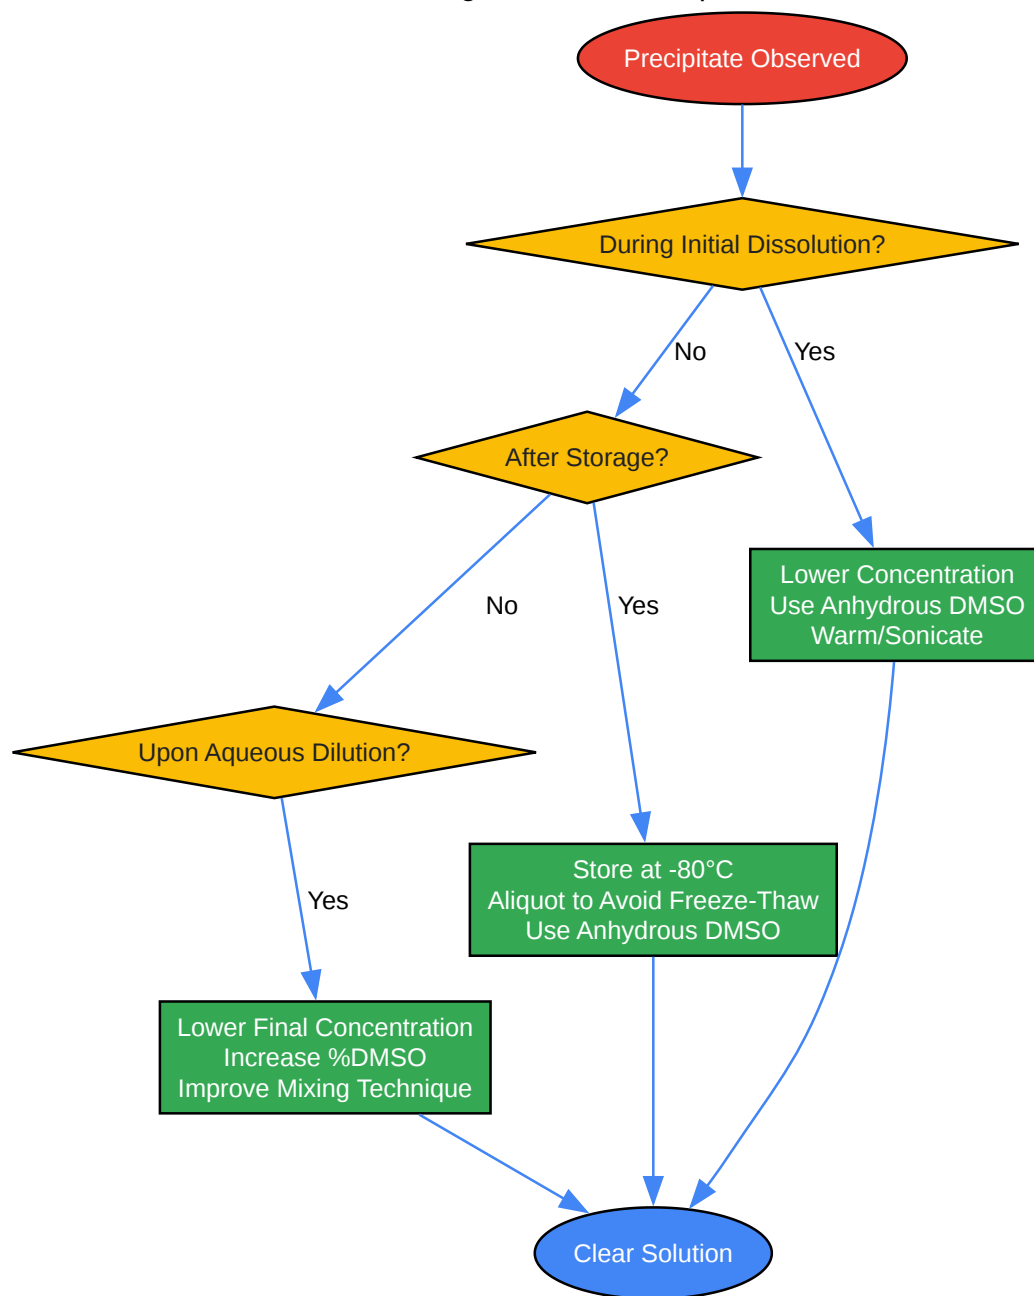 Precipitate Observed
During Initial Dissolution?
No
Yes
After Storage?
Lower Concentration
Use Anhydrous DMSO
Warm/Sonicate
No
Yes
Upon Aqueous Dilution?
Store at -80°C
Aliquot to Avoid Freeze-Thaw
Use Anhydrous DMSO
Yes
Lower Final Concentration
Increase %DMSO
Improve Mixing Technique
Clear Solution